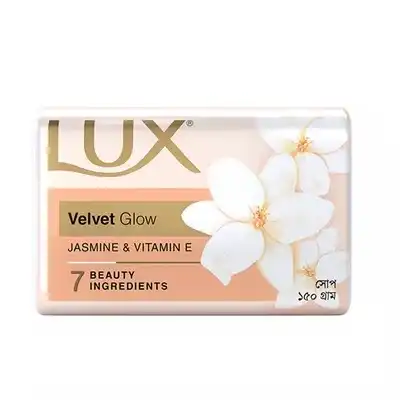 LUX®
Velvet Glow
JASMINE & VITAMIN E
7 BEAUTY
INGREDIENTS
সোপ
১৫০ গ্রাম